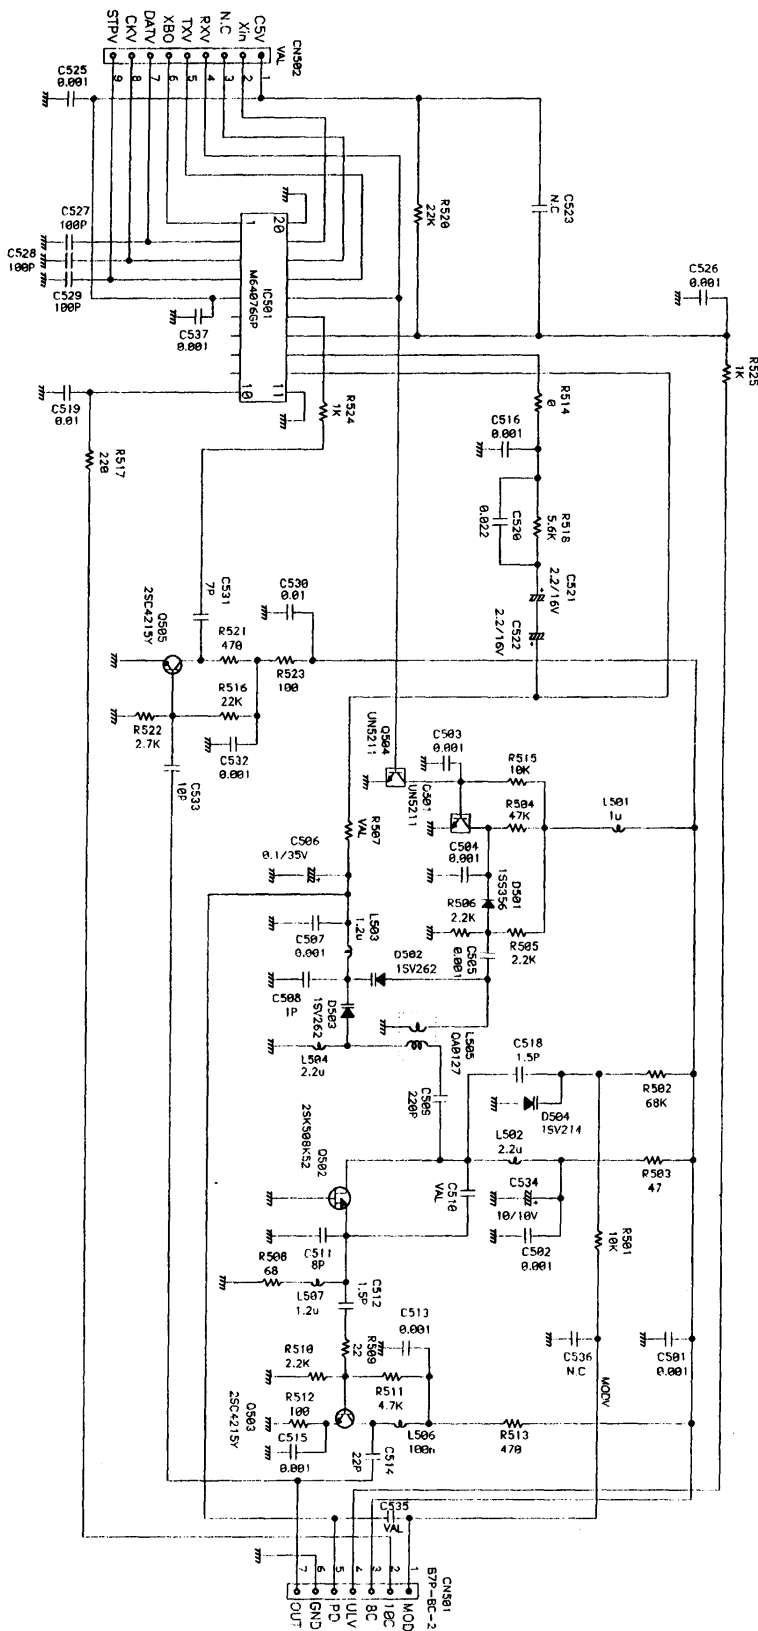 CN502
VAL
C5V
Xin
N.C
RXV
TXV
XBO
DATV
CKV
STPV
1
2
3
4
5
6
7
8
9
C525
0.001
C527
100P
C528
100P
C529
100P
C537
0.001
1
20
IC501
M64076GP
10
11
C519
0.01
R517
220
R524
1K
R520
22K
C523
N.C
C526
0.001
R525
1K
R514
0
C516
0.001
R518
5.6K
C520
0.022
C521
2.2/16V
C522
2.2/16V
C531
7P
C530
0.01
Q505
2SC4215Y
R521
470
R523
100
R516
22K
R522
2.7K
C532
0.001
C533
10P
Q504
UN5211
C503
0.001
Q501
UN5211
R515
10K
R504
47K
L501
1u
R507
VAL
C506
0.1/35V
C504
0.001
D501
1SS356
R506
2.2K
R505
2.2K
C505
0.001
L503
1.2u
C507
0.001
D502
1SV262
C508
1P
D503
1SV262
L504
2.2u
L505
QA0127
C509
220P
C518
1.5P
D504
1SV214
R502
68K
L502
2.2u
R503
47
Q502
2SK508K52
C510
VAL
C534
10/10V
C502
0.001
R501
10K
C511
8P
R508
68
L507
1.2u
C512
1.5P
R509
22
C513
0.001
R510
2.2K
R511
4.7K
C536
N.C
C501
0.001
MODV
Q503
2SC4215Y
R512
100
C515
0.001
C514
22P
L506
100n
R513
470
C535
VAL
CN501
B7P-BC-2
1
2
3
4
5
6
7
MOD
10C
8C
ULV
PD
GND
OUT